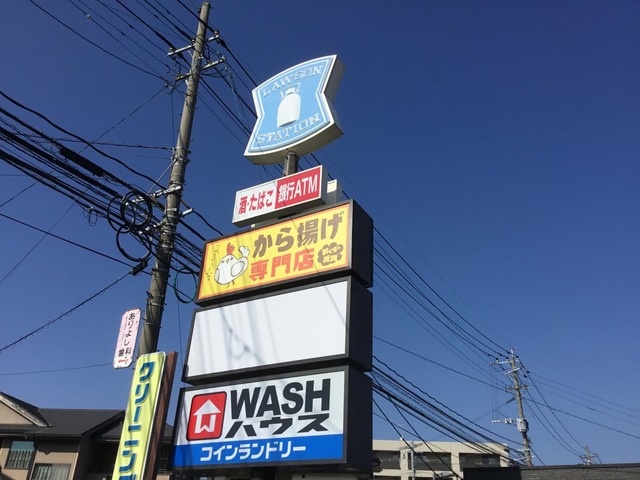 LAWSON
STATION
酒・たばこ 銀行ATM
から揚げ
専門店
WASH
ハウス
コインランドリー
ありよし歯科
クリーニング